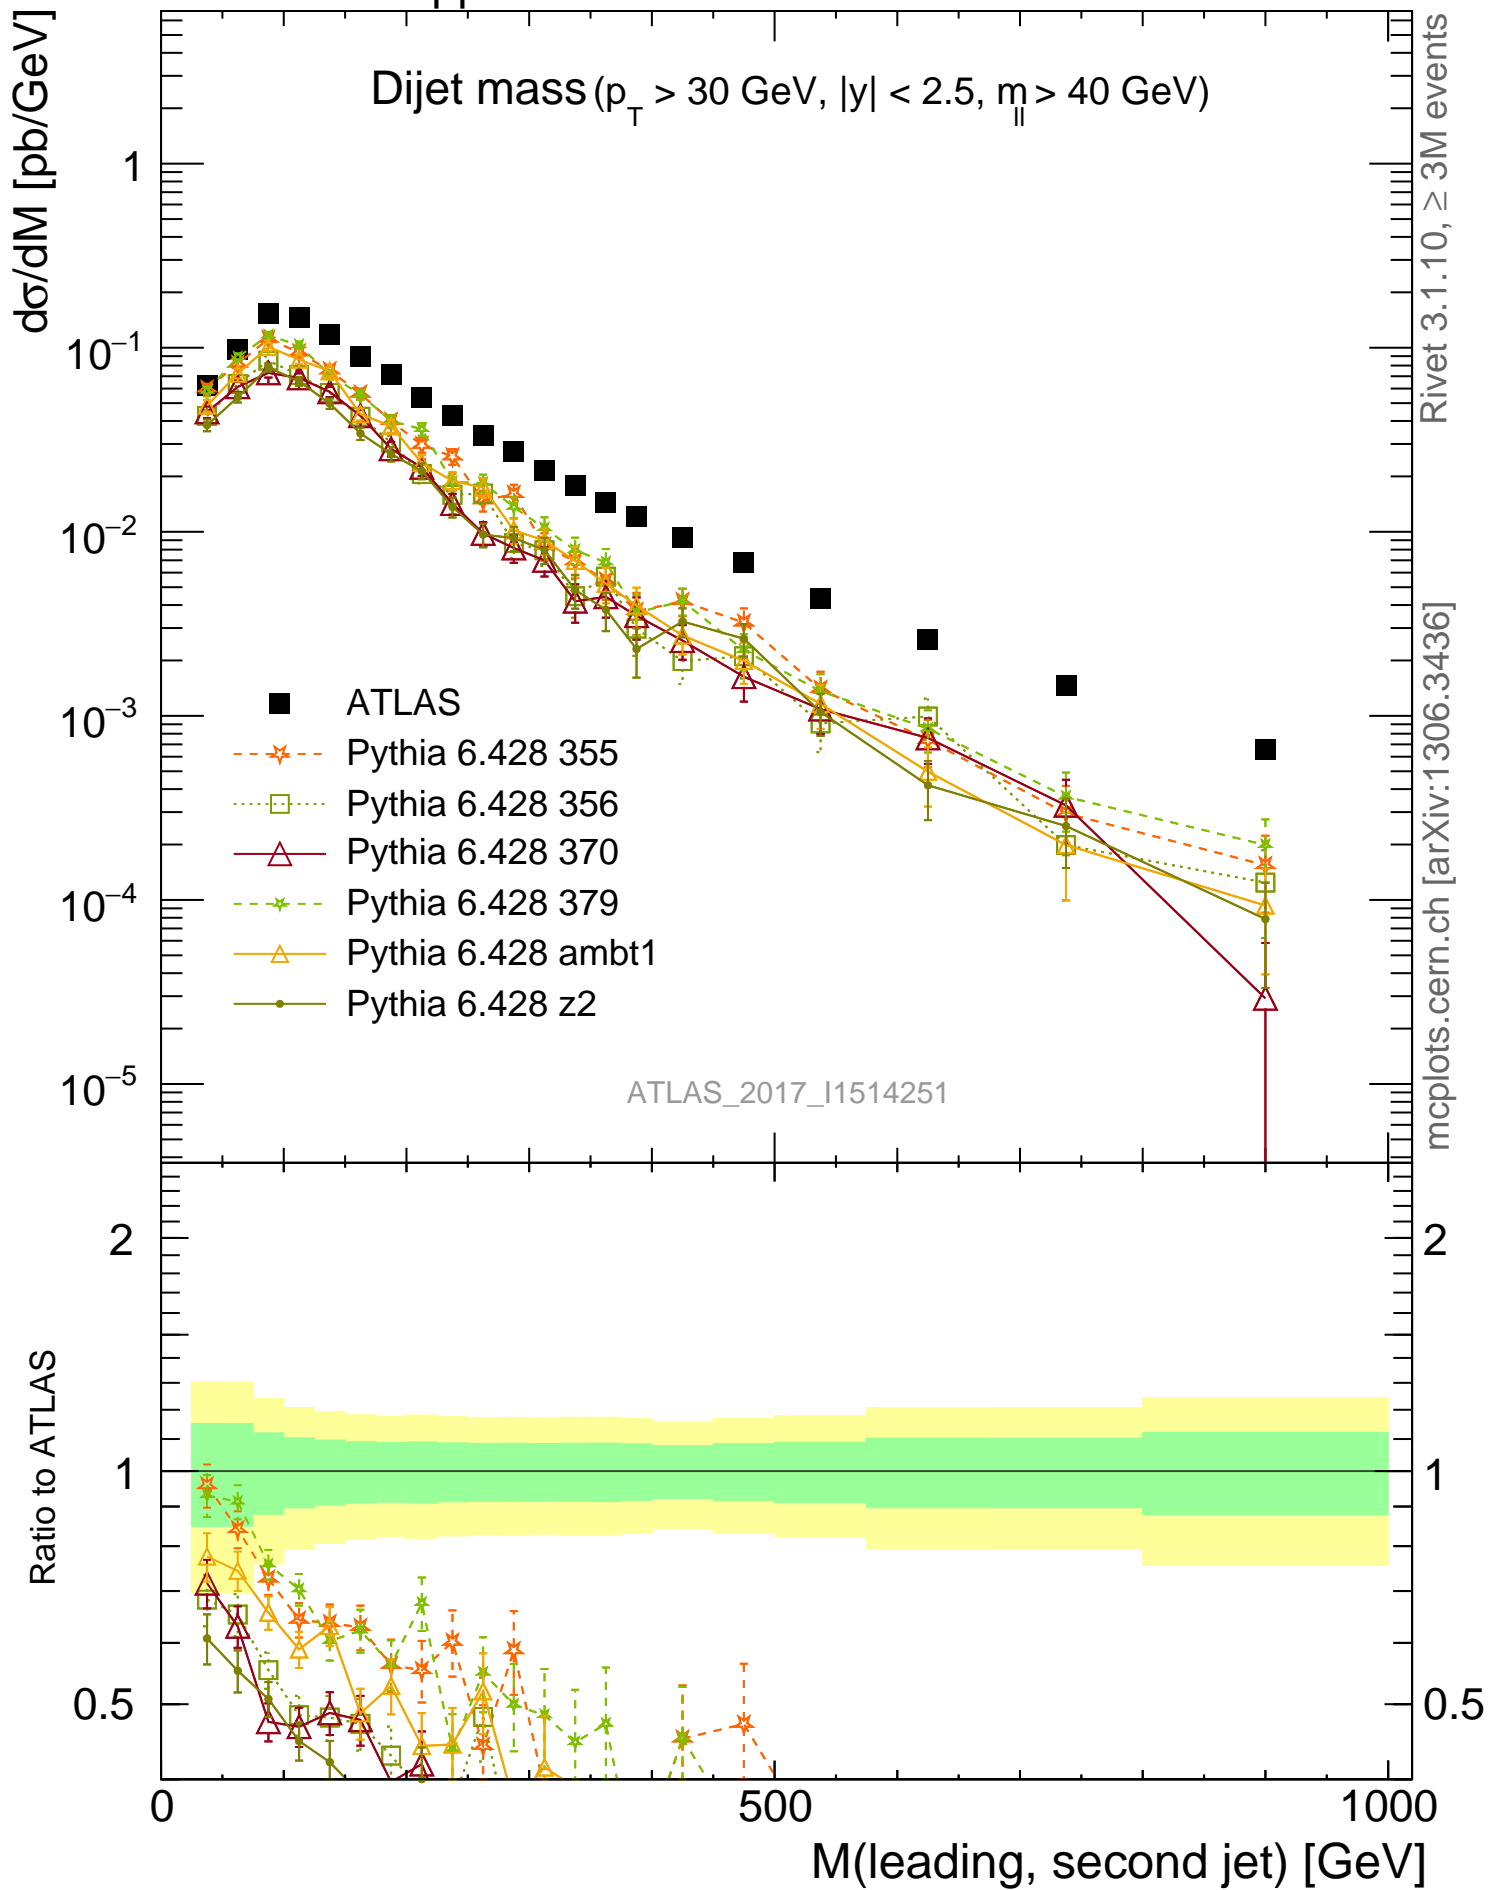 Dijet mass (p_T > 30 GeV, |y| < 2.5, m_ll > 40 GeV)
dσ/dM [pb/GeV]
1
10^−1
10^−2
10^−3
10^−4
10^−5
ATLAS
Pythia 6.428 355
Pythia 6.428 356
Pythia 6.428 370
Pythia 6.428 379
Pythia 6.428 ambt1
Pythia 6.428 z2
ATLAS_2017_I1514251
Rivet 3.1.10, ≥ 3M events
mcplots.cern.ch [arXiv:1306.3436]
Ratio to ATLAS
2
1
0.5
2
1
0.5
0
500
1000
M(leading, second jet) [GeV]